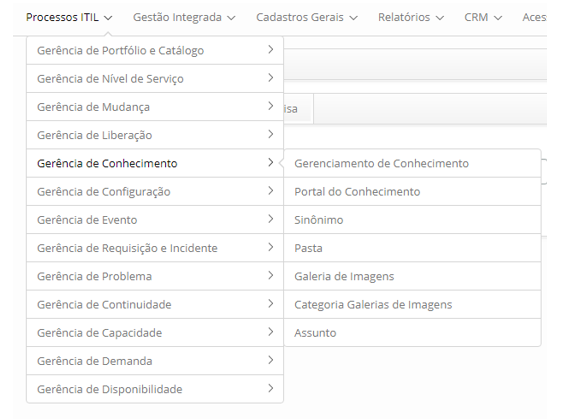 Processos ITIL Gestão Integrada Cadastros Gerais Relatórios CRM
Gerência de Portfólio e Catálogo
Gerência de Nível de Serviço
Gerência de Mudança
Gerência de Liberação
Gerência de Conhecimento
Gerência de Configuração
Gerência de Evento
Gerência de Requisição e Incidente
Gerência de Problema
Gerência de Continuidade
Gerência de Capacidade
Gerência de Demanda
Gerência de Disponibilidade
Gerenciamento de Conhecimento
Portal do Conhecimento
Sinônimo
Pasta
Galeria de Imagens
Categoria Galerias de Imagens
Assunto